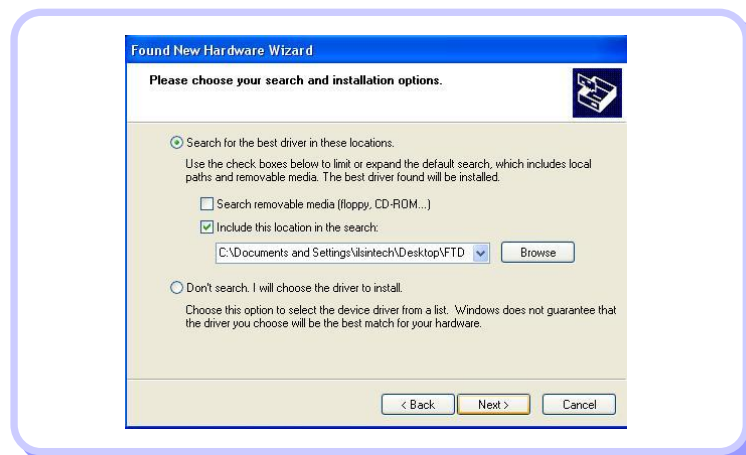 Found New Hardware Wizard
Please choose your search and installation options.
Search for the best driver in these locations.
Use the check boxes below to limit or expand the default search, which includes local
paths and removable media. The best driver found will be installed.
Search removable media (floppy, CD-ROM...)
Include this location in the search:
C:\Documents and Settings\ilsintech\Desktop\FTD
Browse
Don't search. I will choose the driver to install.
Choose this option to select the device driver from a list. Windows does not guarantee that
the driver you choose will be the best match for your hardware.
< Back
Next >
Cancel